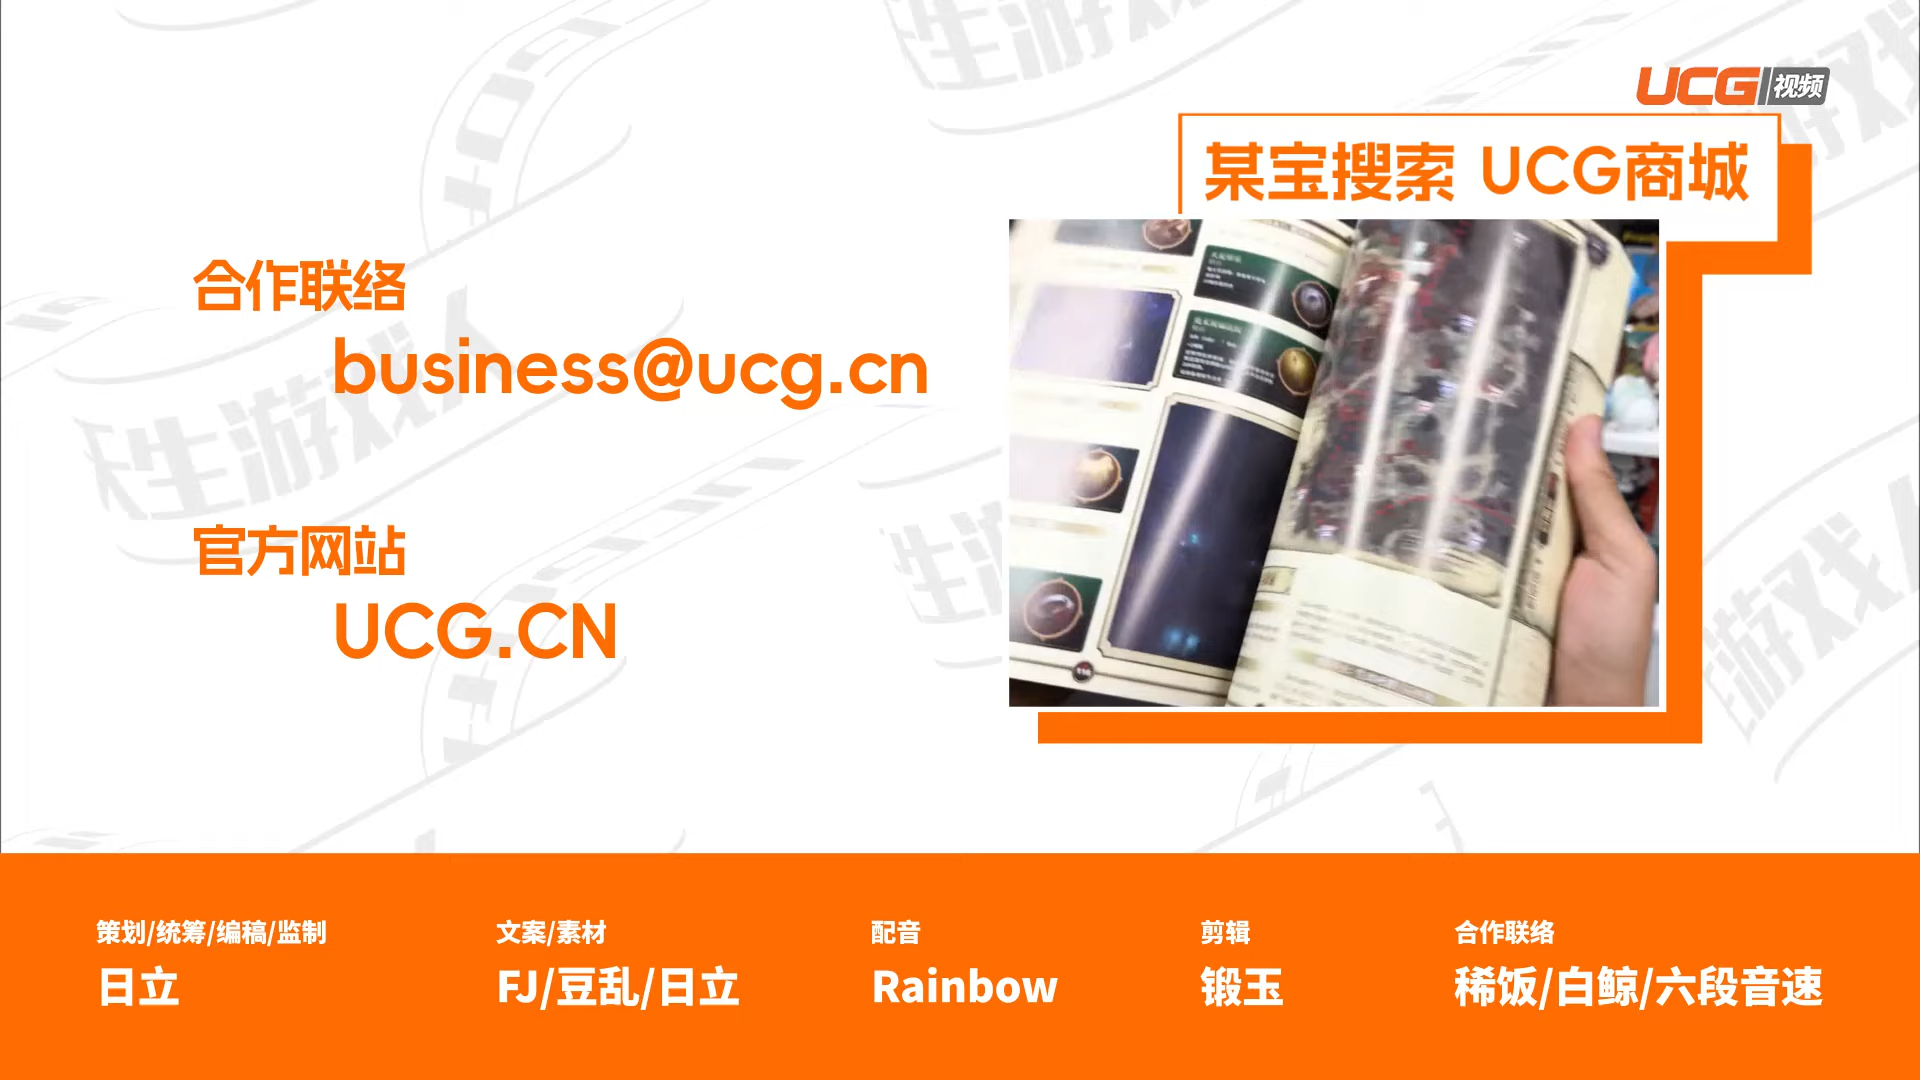 UCG视频
某宝搜索 UCG商城
合作联络
business@ucg.cn
官方网站
UCG.CN
策划/统筹/编稿/监制
日立
文案/素材
FJ/豆乱/日立
配音
Rainbow
剪辑
锻玉
合作联络
稀饭/白鲸/六段音速